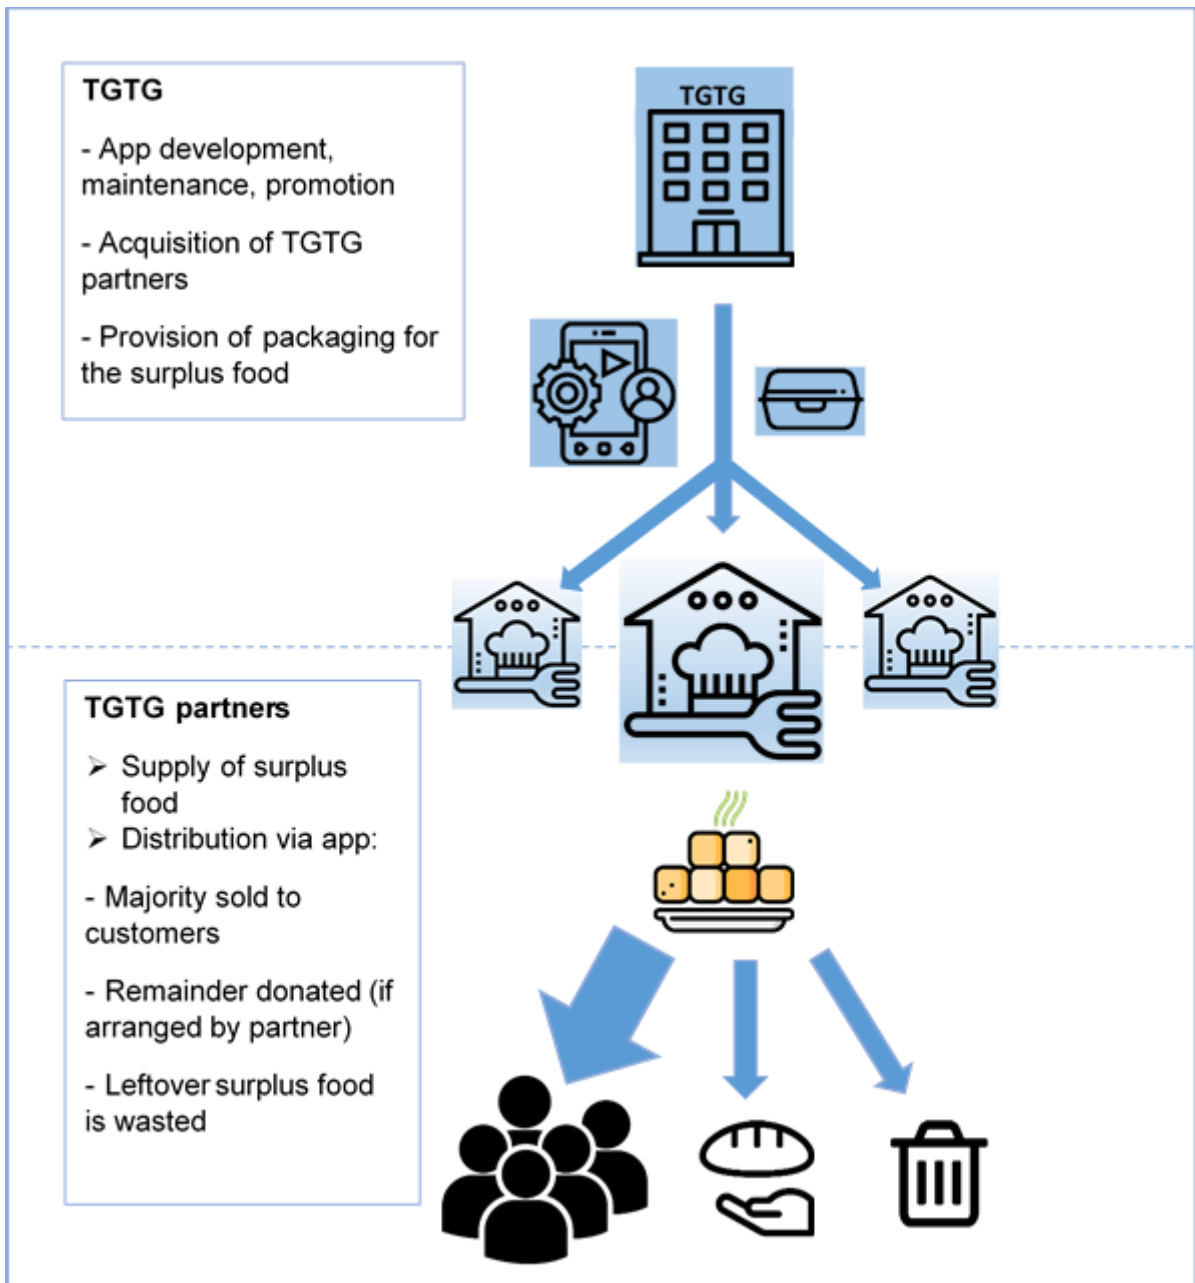 TGTG
- App development,
maintenance, promotion
- Acquisition of TGTG
partners
- Provision of packaging for
the surplus food
TGTG
TGTG partners
➢ Supply of surplus
food
➢ Distribution via app:
- Majority sold to
customers
- Remainder donated (if
arranged by partner)
- Leftover surplus food
is wasted